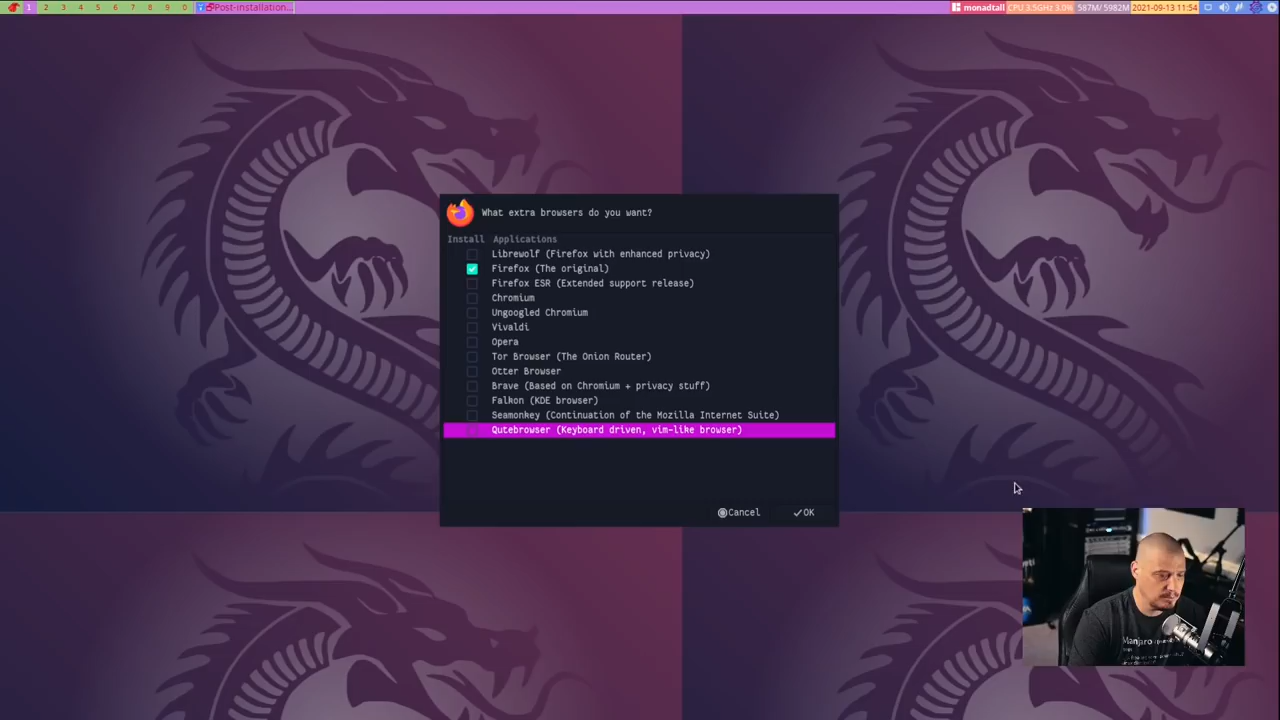 1 2 3 4 5 6 7 8 9 0 Post-installation... monadtall CPU 3.5GHz 3.0% 587M/ 5982M 2021-09-13 11:54
What extra browsers do you want?
Install Applications
Librewolf (Firefox with enhanced privacy)
Firefox (The original)
Firefox ESR (Extended support release)
Chromium
Ungoogled Chromium
Vivaldi
Opera
Tor Browser (The Onion Router)
Otter Browser
Brave (Based on Chromium + privacy stuff)
Falkon (KDE browser)
Seamonkey (Continuation of the Mozilla Internet Suite)
Qutebrowser (Keyboard driven, vim-like browser)
Cancel OK
Manjaro